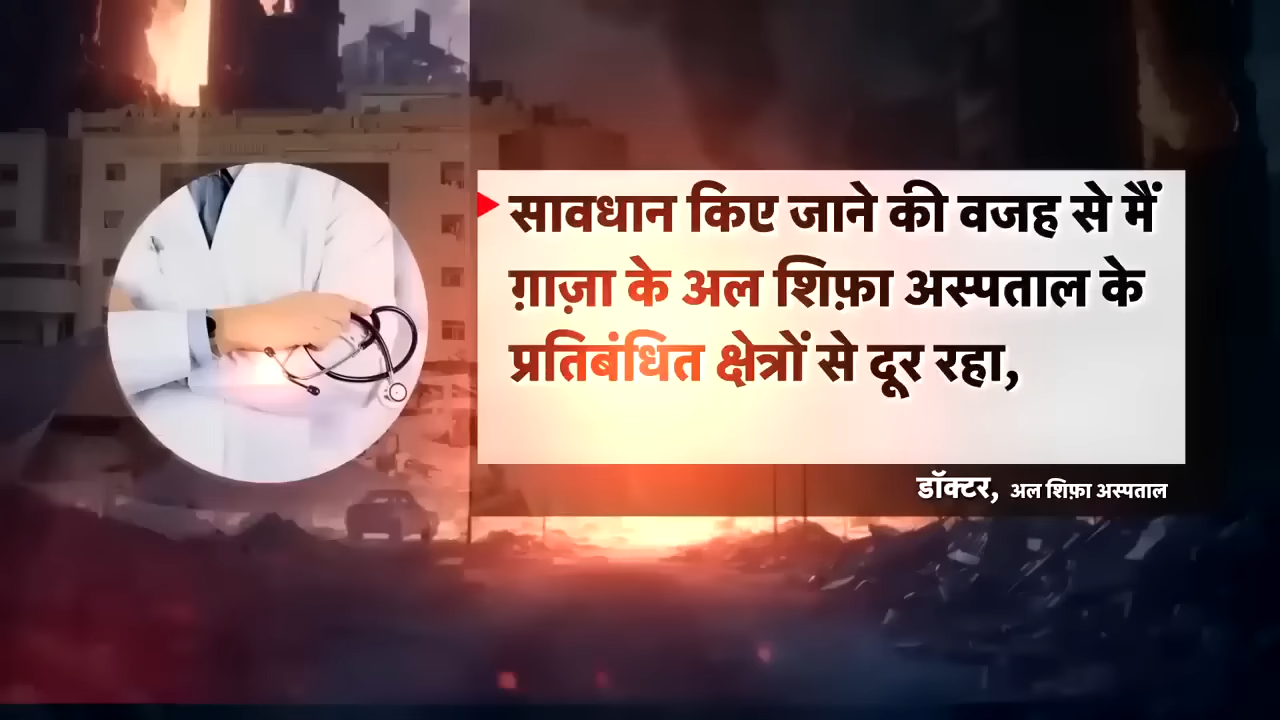 सावधान किए जाने की वजह से मैं
ग़ाज़ा के अल शिफ़ा अस्पताल के
प्रतिबंधित क्षेत्रों से दूर रहा,
डॉक्टर, अल शिफ़ा अस्पताल